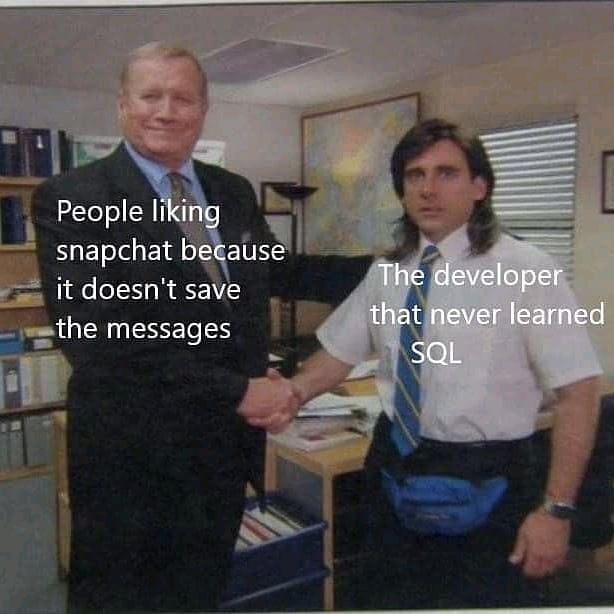 People liking
snapchat because
it doesn't save
the messages
The developer
that never learned
SQL